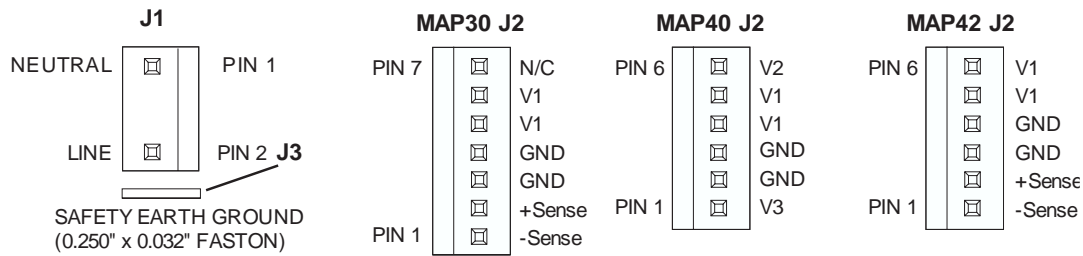 J1
NEUTRAL PIN 1
LINE PIN 2 J3
SAFETY EARTH GROUND
(0.250" x 0.032" FASTON)
MAP30 J2
PIN 7 N/C
V1
V1
GND
GND
+Sense
PIN 1 -Sense
MAP40 J2
PIN 6 V2
V1
V1
GND
GND
PIN 1 V3
MAP42 J2
PIN 6 V1
V1
GND
GND
+Sense
PIN 1 -Sense